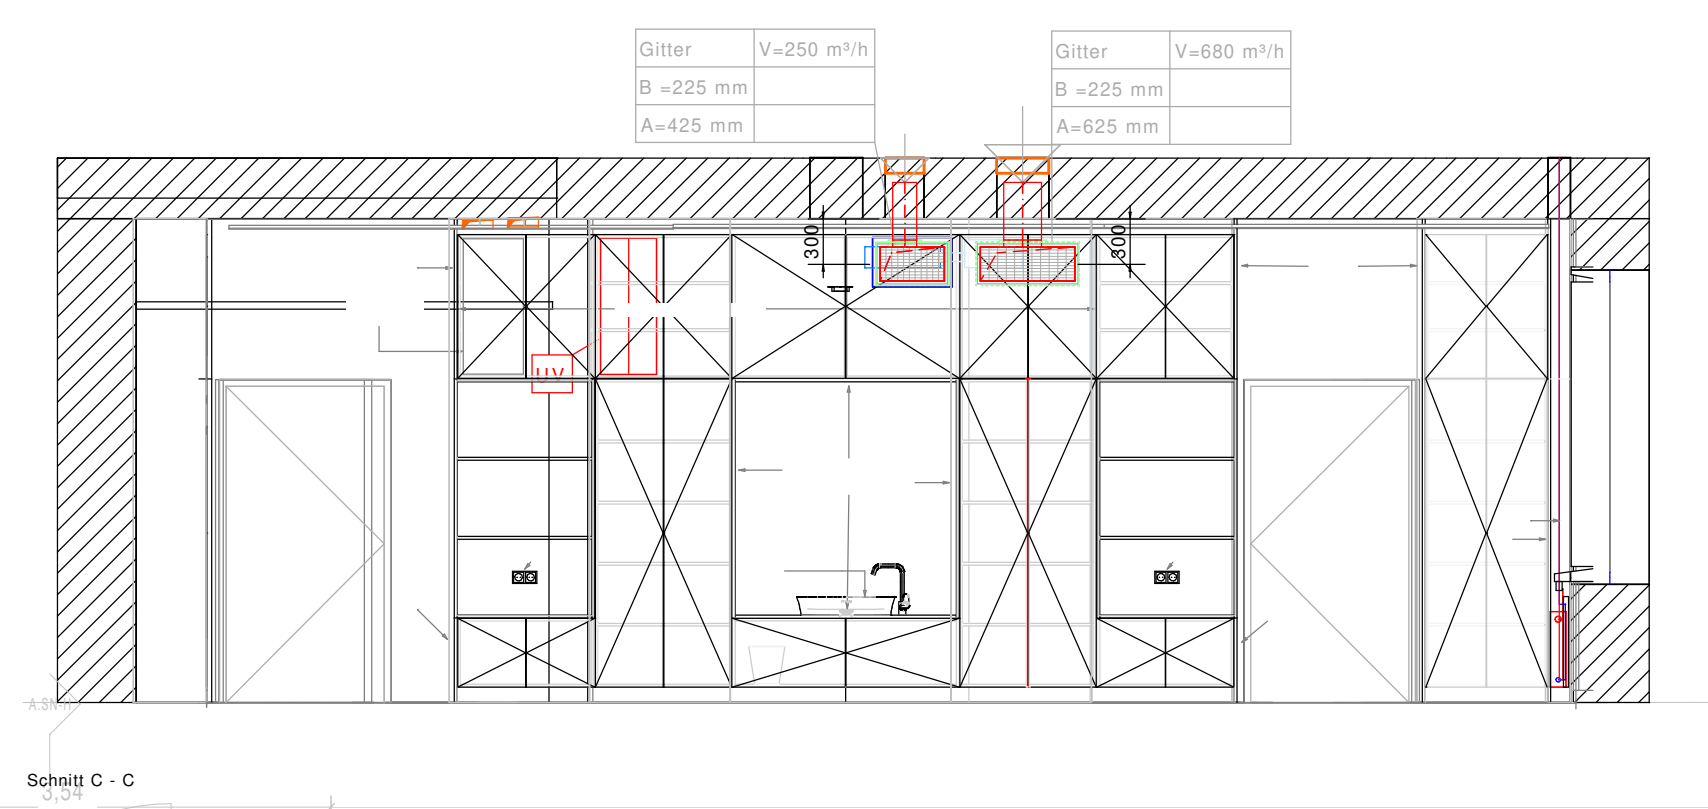 Gitter V=250 m³/h
B =225 mm
A=425 mm
Gitter V=680 m³/h
B =225 mm
A=625 mm
300
300
UV
A.SN-H
Schnitt C - C
3,54